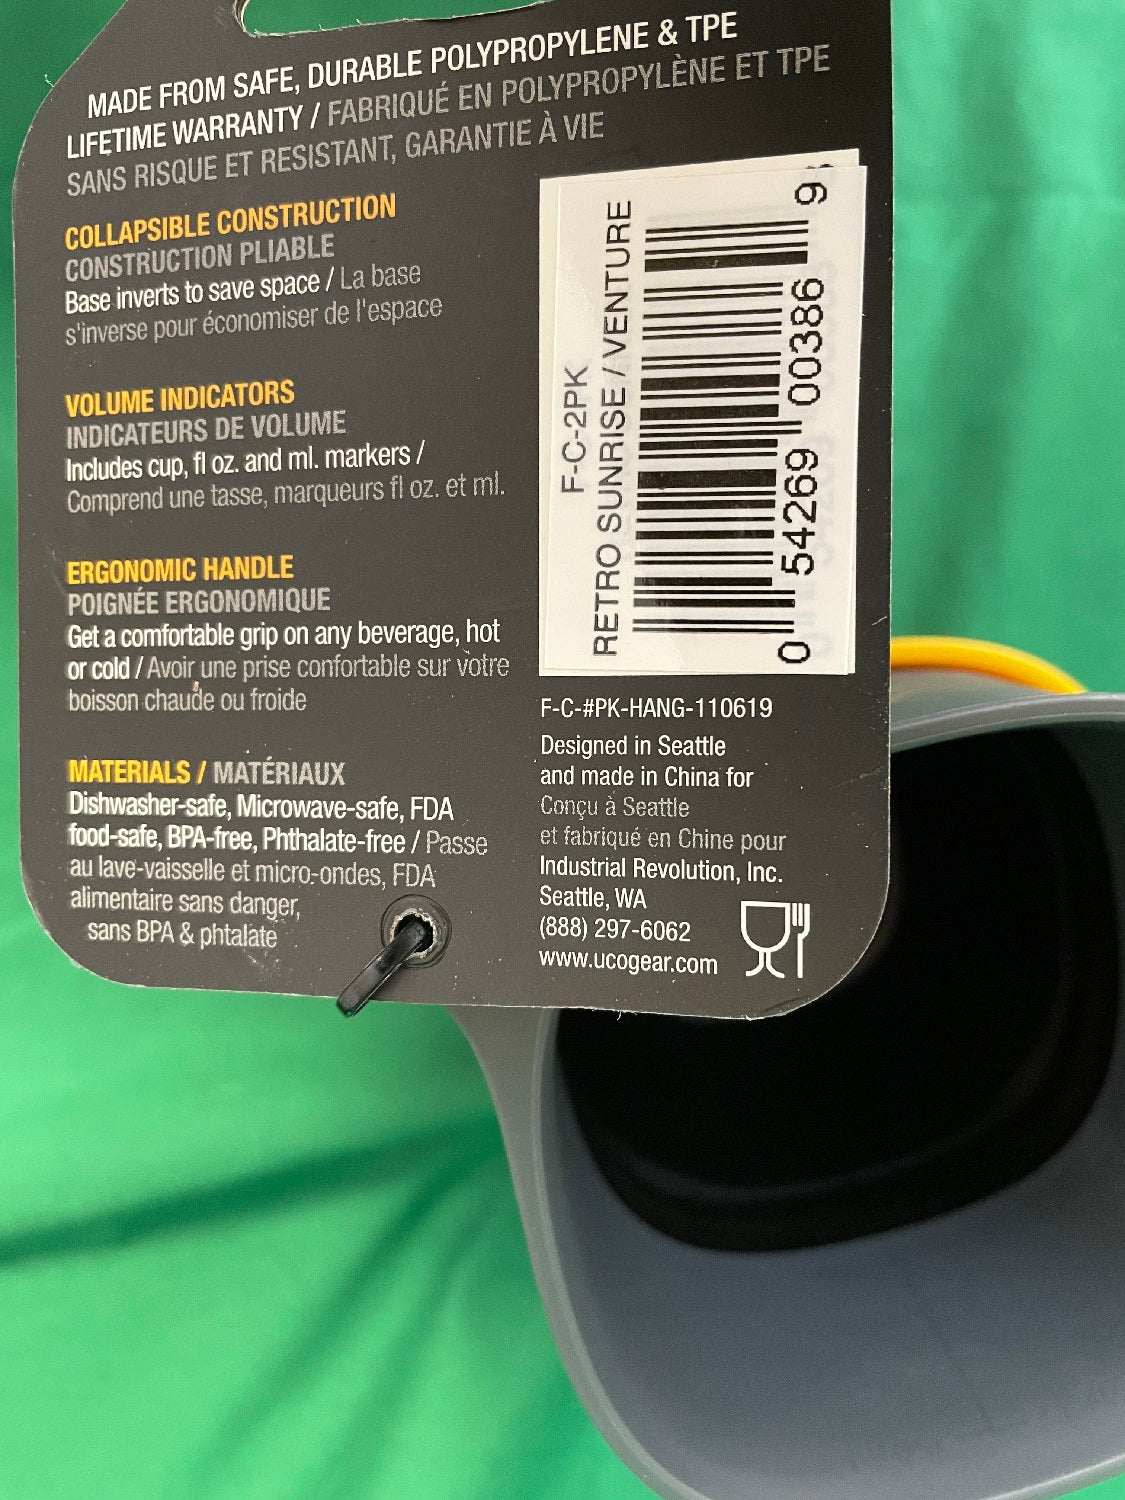 MADE FROM SAFE, DURABLE POLYPROPYLENE & TPE
LIFETIME WARRANTY / FABRIQUÉ EN POLYPROPYLÈNE ET TPE
SANS RISQUE ET RESISTANT, GARANTIE À VIE
COLLAPSIBLE CONSTRUCTION
CONSTRUCTION PLIABLE
Base inverts to save space / La base
s'inverse pour économiser de l'espace
VOLUME INDICATORS
INDICATEURS DE VOLUME
Includes cup, fl oz. and ml. markers /
Comprend une tasse, marqueurs fl oz. et ml.
ERGONOMIC HANDLE
POIGNÉE ERGONOMIQUE
Get a comfortable grip on any beverage, hot
or cold / Avoir une prise confortable sur votre
boisson chaude ou froide
MATERIALS / MATÉRIAUX
Dishwasher-safe, Microwave-safe, FDA
food-safe, BPA-free, Phthalate-free / Passe
au lave-vaisselle et micro-ondes, FDA
alimentaire sans danger,
sans BPA & phtalate
F-C-2PK
RETRO SUNRISE / VENTURE
0 54269 00386 9
F-C-#PK-HANG-110619
Designed in Seattle
and made in China for
Conçu à Seattle
et fabriqué en Chine pour
Industrial Revolution, Inc.
Seattle, WA
(888) 297-6062
www.ucogear.com